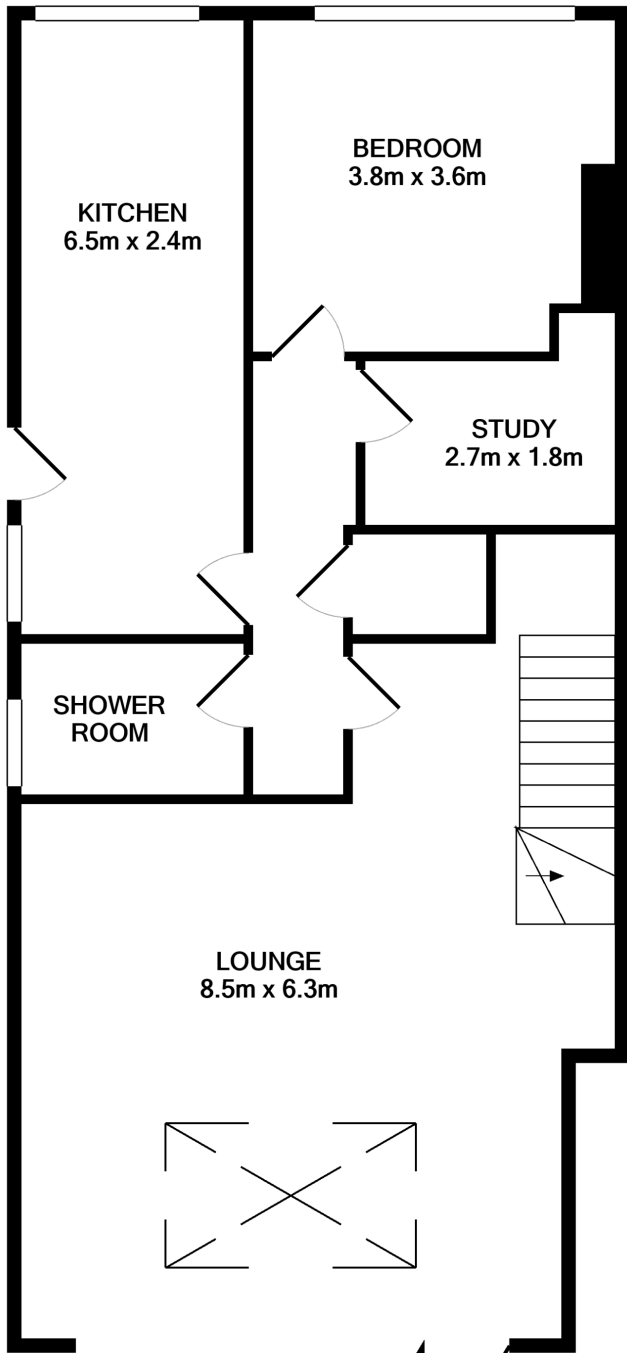 BEDROOM
3.8m x 3.6m
KITCHEN
6.5m x 2.4m
STUDY
2.7m x 1.8m
SHOWER
ROOM
LOUNGE
8.5m x 6.3m